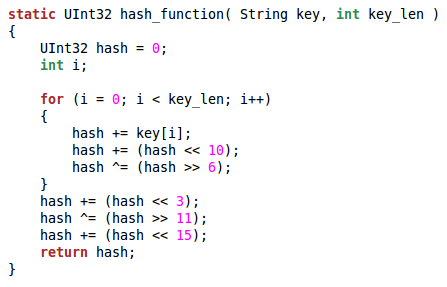 static UInt32 hash_function( String key, int key_len )
{
    UInt32 hash = 0;
    int i;

    for (i = 0; i < key_len; i++)
    {
        hash += key[i];
        hash += (hash << 10);
        hash ^= (hash >> 6);
    }
    hash += (hash << 3);
    hash ^= (hash >> 11);
    hash += (hash << 15);
    return hash;
}